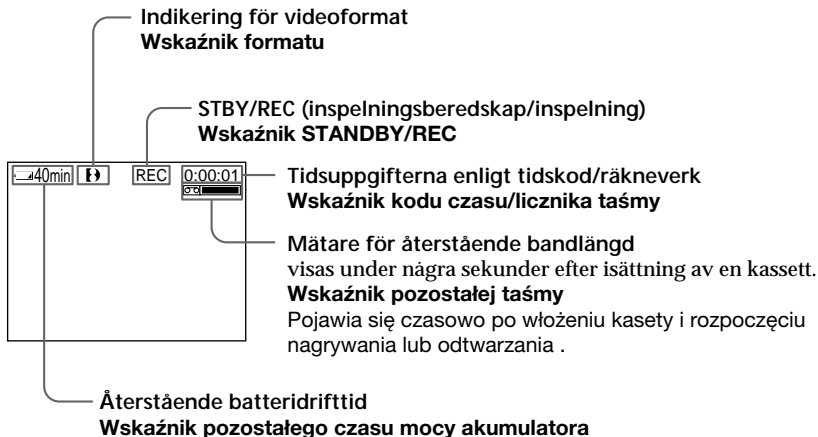 Indikering för videoformat
Wskaźnik formatu
STBY/REC (inspelningsberedskap/inspelning)
Wskaźnik STANDBY/REC
40min REC 0:00:01
Tidsuppgifterna enligt tidskod/räkneverk
Wskaźnik kodu czasu/licznika taśmy
Mätare för återstående bandlängd
visas under några sekunder efter isättning av en kassett.
Wskaźnik pozostałej taśmy
Pojawia się czasowo po włożeniu kasety i rozpoczęciu
nagrywania lub odtwarzania .
Återstående batteridrifttid
Wskaźnik pozostałego czasu mocy akumulatora